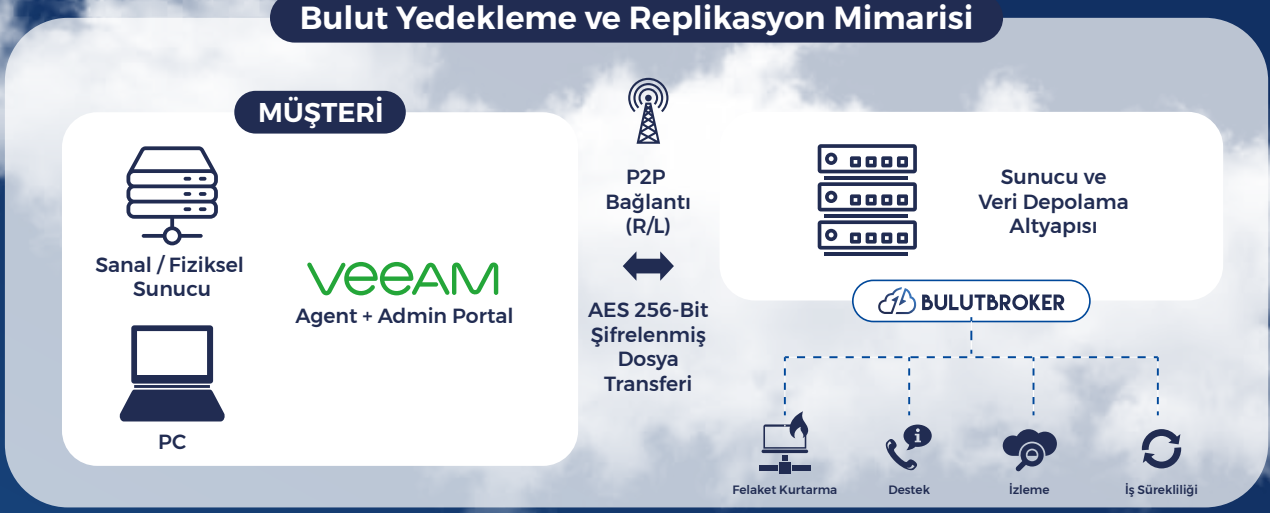 Bulut Yedekleme ve Replikasyon Mimarisi
MÜŞTERİ
Sanal / Fiziksel
Sunucu
PC
veeAM
Agent + Admin Portal
P2P
Bağlantı
(R/L)
AES 256-Bit
Şifrelenmiş
Dosya
Transferi
Sunucu ve
Veri Depolama
Altyapısı
BULUTBROKER
Felaket Kurtarma
Destek
İzleme
İş Sürekliliği